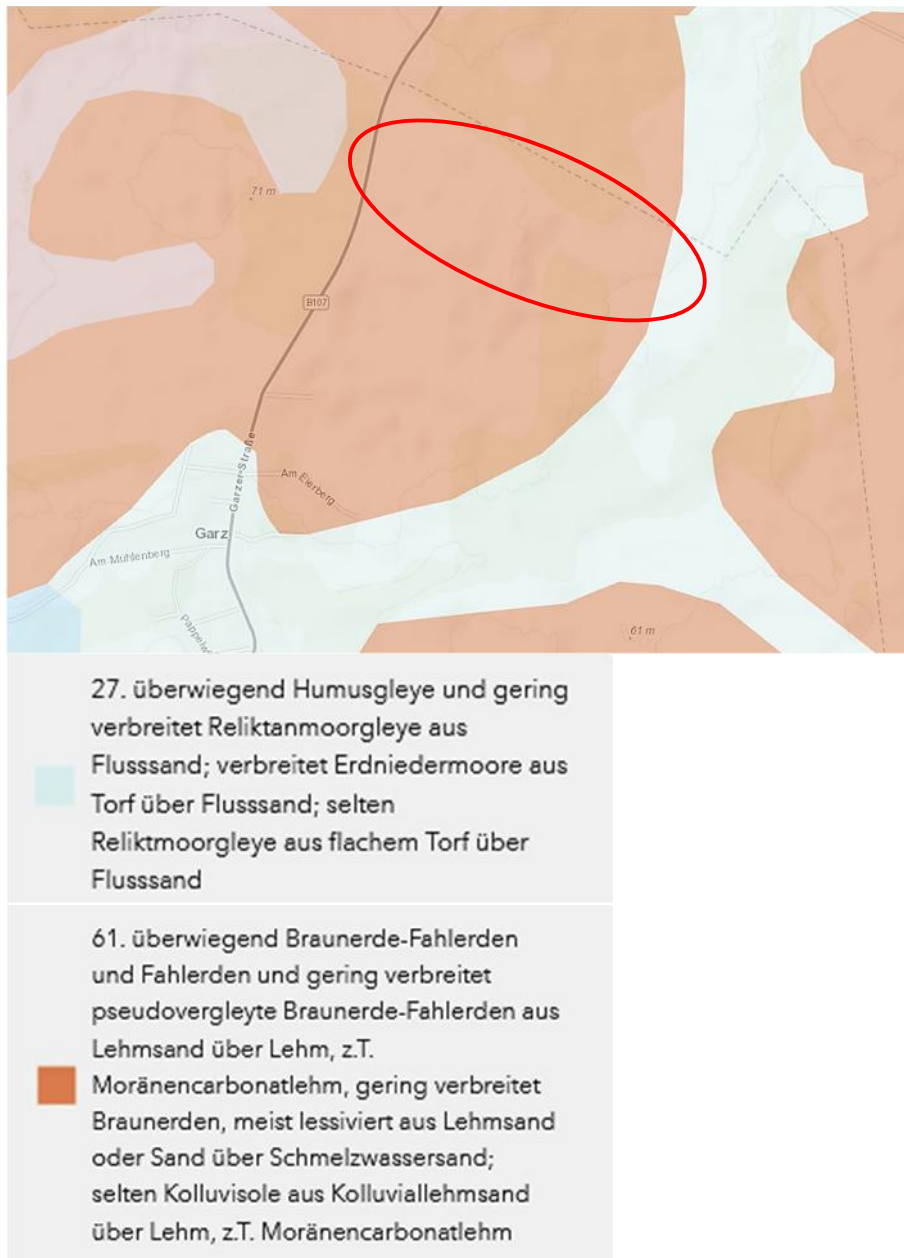 71 m
B107
Garzer-Straße
Am Eierberg
Garz
Am Mühlenberg
61 m
27. überwiegend Humusgleye und gering
verbreitet Reliktanmoorgleye aus
Flusssand; verbreitet Erdniedermoore aus
Torf über Flusssand; selten
Reliktmoorgleye aus flachem Torf über
Flusssand
61. überwiegend Braunerde-Fahlerden
und Fahlerden und gering verbreitet
pseudovergleyte Braunerde-Fahlerden aus
Lehmsand über Lehm, z.T.
Moränencarbonatlehm, gering verbreitet
Braunerden, meist lessiviert aus Lehmsand
oder Sand über Schmelzwassersand;
selten Kolluvisole aus Kolluviallehmsand
über Lehm, z.T. Moränencarbonatlehm